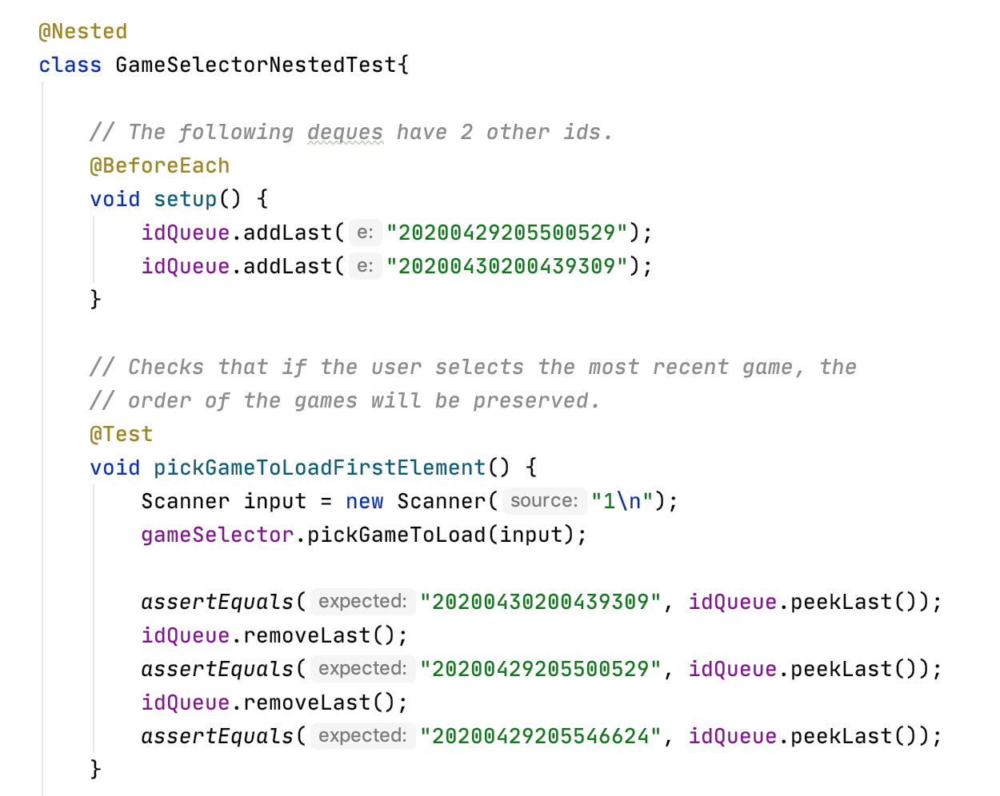 @Nested
class GameSelectorNestedTest{
// The following deques have 2 other ids.
@BeforeEach
void setup() {
idQueue.addLast( e: "20200429205500529");
idQueue.addLast( e: "20200430200439309");
}
// Checks that if the user selects the most recent game, the
// order of the games will be preserved.
@Test
void pickGameToLoadFirstElement() {
Scanner input = new Scanner( source: "1\n");
gameSelector.pickGameToLoad(input);
assertEquals( expected: "20200430200439309", idQueue.peekLast());
idQueue.removeLast();
assertEquals( expected: "20200429205500529", idQueue.peekLast());
idQueue.removeLast();
assertEquals( expected: "20200429205546624", idQueue.peekLast());
}